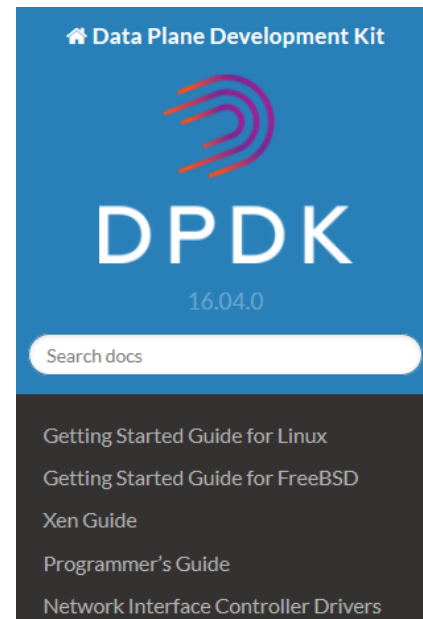 Data Plane Development Kit
DPDK
16.04.0
Search docs
Getting Started Guide for Linux
Getting Started Guide for FreeBSD
Xen Guide
Programmer's Guide
Network Interface Controller Drivers